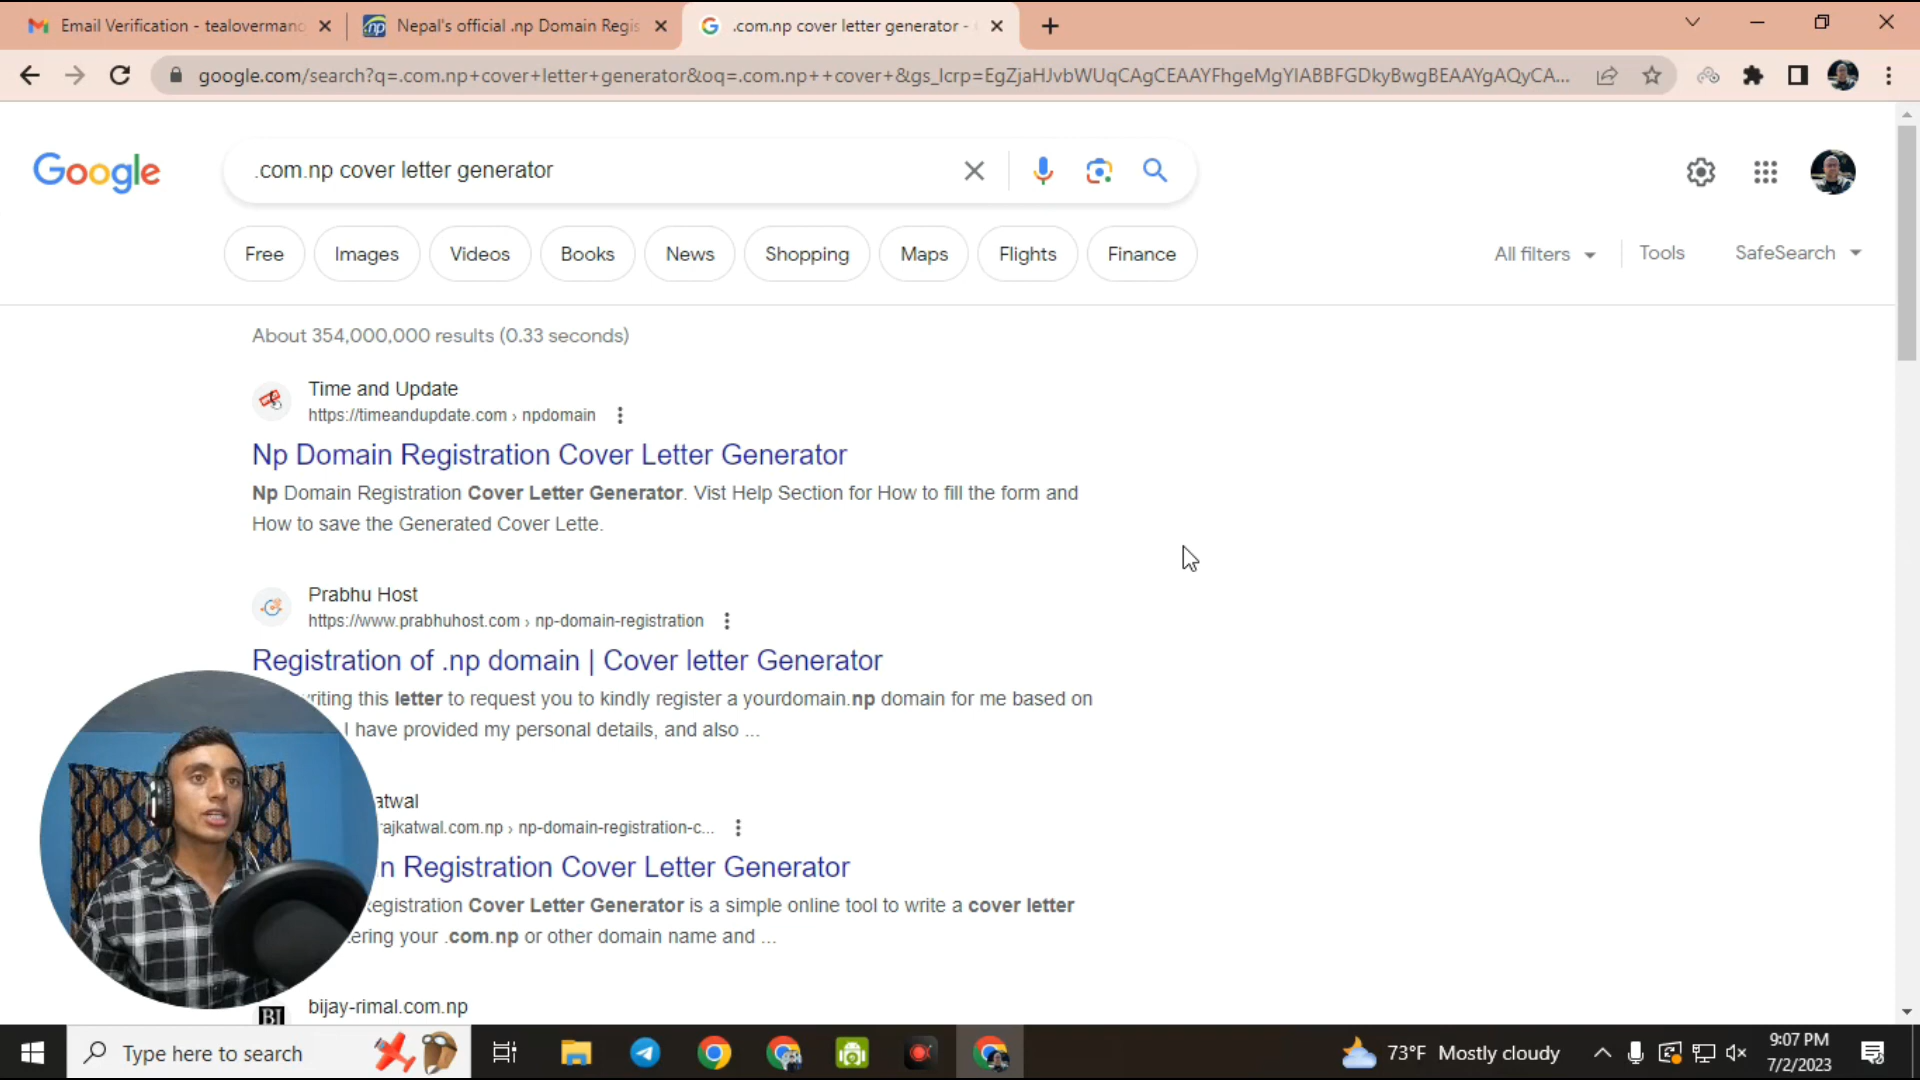 Email Verification - tealovermano
Nepal's official .np Domain Regis
.com.np cover letter generator -
google.com/search?q=.com.np+cover+letter+generator&oq=.com.np++cover+&gs_lcrp=EgZjaHJvbWUqCAgCEAAYFhgeMgYIABBFGDkyBwgBEAAYgAQyCA...
Google
.com.np cover letter generator
Free
Images
Videos
Books
News
Shopping
Maps
Flights
Finance
All filters
Tools
SafeSearch
About 354,000,000 results (0.33 seconds)
Time and Update
https://timeandupdate.com › npdomain
Np Domain Registration Cover Letter Generator
Np Domain Registration Cover Letter Generator. Vist Help Section for How to fill the form and
How to save the Generated Cover Lette.
Prabhu Host
https://www.prabhuhost.com › np-domain-registration
Registration of .np domain | Cover letter Generator
riting this letter to request you to kindly register a yourdomain.np domain for me based on
I have provided my personal details, and also ...
atwal
rajkatwal.com.np › np-domain-registration-c...
n Registration Cover Letter Generator
egistration Cover Letter Generator is a simple online tool to write a cover letter
tering your .com.np or other domain name and ...
BI
bijay-rimal.com.np
Type here to search
73°F Mostly cloudy
9:07 PM
7/2/2023